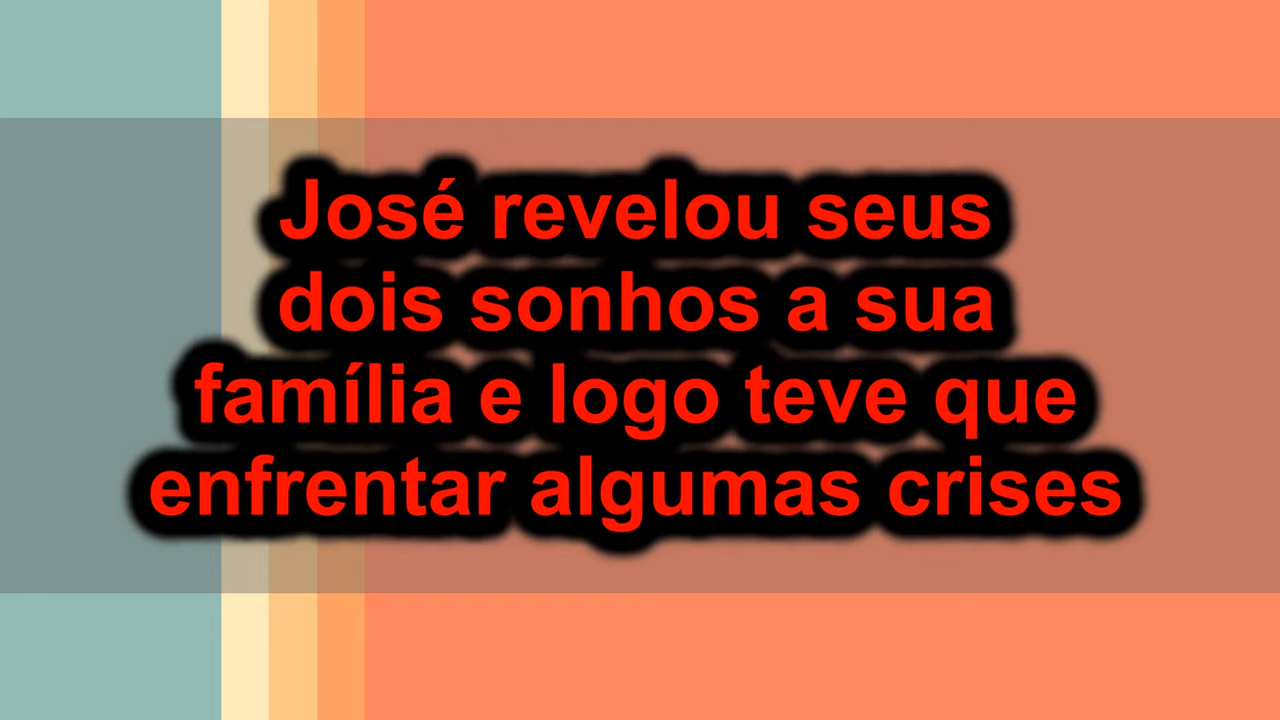 José revelou seus
dois sonhos a sua
família e logo teve que
enfrentar algumas crises